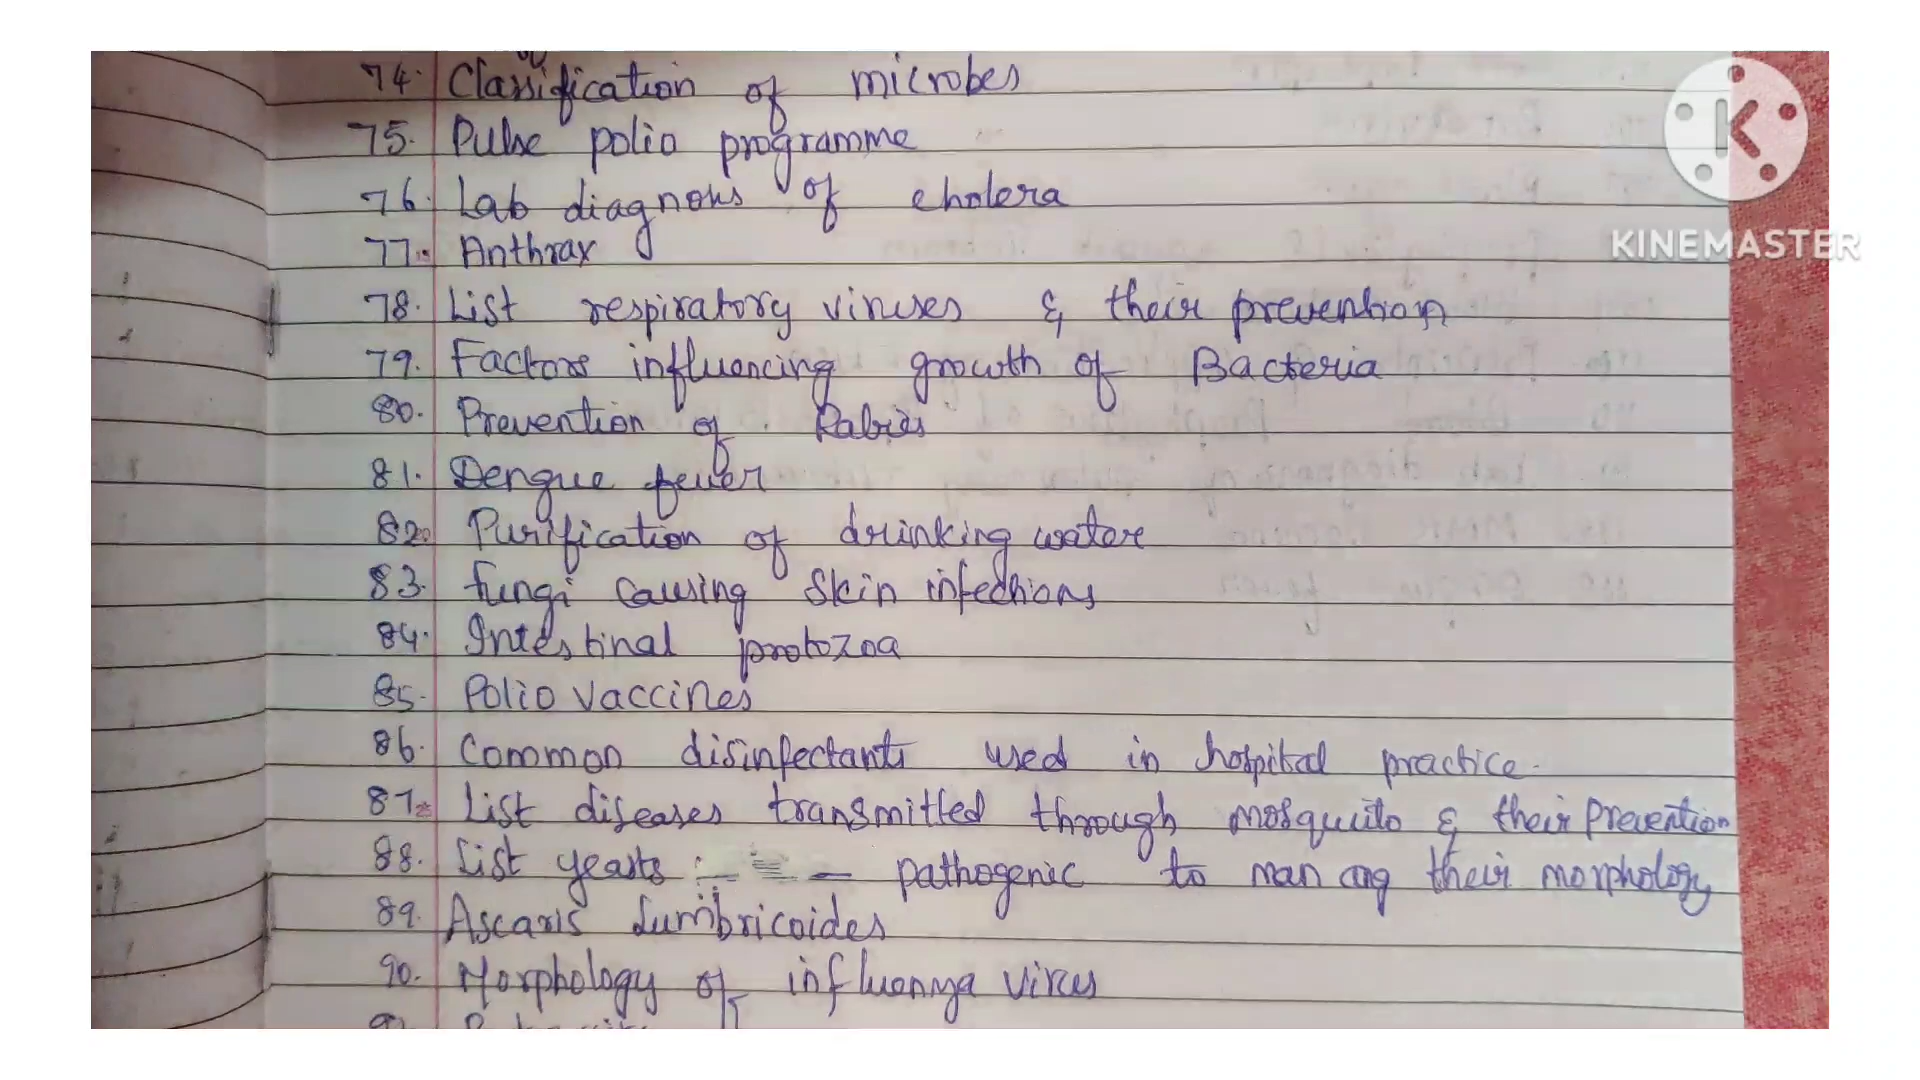 74. Classification of microbes
75. Pulse polio programme
76. Lab diagnosis of cholera
77. Anthrax
78. List respiratory viruses & their prevention
79. Factors influencing growth of Bacteria
80. Prevention of Rabies
81. Dengue fever
82. Purification of drinking water
83. Fungi causing skin infections
84. Intestinal protozoa
85. Polio vaccines
86. Common disinfectants used in hospital practice.
87. List diseases transmitted through mosquito & their Prevention
88. List yeasts - pathogenic to man their morphology
89. Ascaris Lumbricoides
90. Morphology of influenza virus
K
KINEMASTER